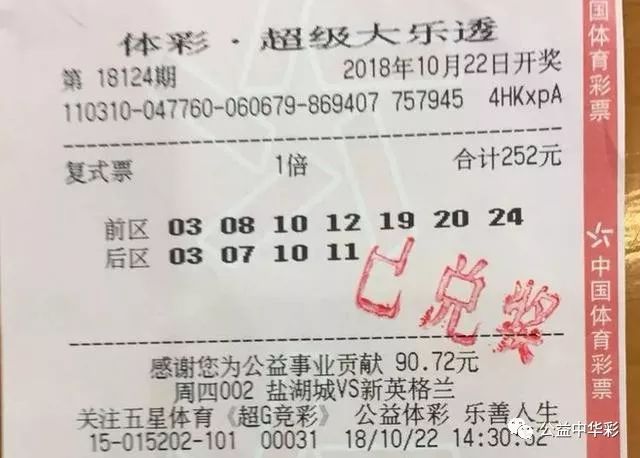 体彩·超级大乐透
第 18124期 2018年10月22日开奖
110310-047760-060679-869407 757945 4HKxpA
复式票 1倍 合计252元
前区 03 08 10 12 19 20 24
后区 03 07 10 11
已兑奖
感谢您为公益事业贡献 90.72元
周四002 盐湖城VS新英格兰
关注五星体育《超G竞彩》 公益体彩 乐善人生
15-015202-101 00031 18/10/22 14:30:32
国体育彩票
中国体育彩票
公益中华彩